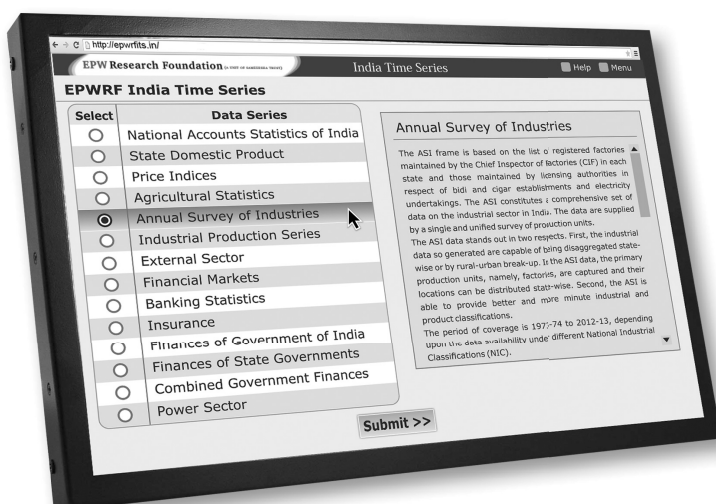 http://epwrfits.in/
EPW Research Foundation (A UNIT OF SAMEEKSHA TRUST)
India Time Series
Help
Menu
EPWRF India Time Series
Select
Data Series
National Accounts Statistics of India
State Domestic Product
Price Indices
Agricultural Statistics
Annual Survey of Industries
Industrial Production Series
External Sector
Financial Markets
Banking Statistics
Insurance
Finances of Government of India
Finances of State Governments
Combined Government Finances
Power Sector
Annual Survey of Industries
The ASI frame is based on the list of registered factories
maintained by the Chief Inspector of factories (CIF) in each
state and those maintained by licensing authorities in
respect of bidi and cigar establishments and electricity
undertakings. The ASI constitutes a comprehensive set of
data on the industrial sector in India. The data are supplied
by a single and unified survey of production units.
The ASI data stands out in two respects. First, the industrial
data so generated are capable of being disaggregated state-
wise or by rural-urban break-up. In the ASI data, the primary
production units, namely, factories, are captured and their
locations can be distributed state-wise. Second, the ASI is
able to provide better and more minute industrial and
product classifications.
The period of coverage is 1973-74 to 2012-13, depending
upon the data availability under different National Industrial
Classifications (NIC).
Submit >>